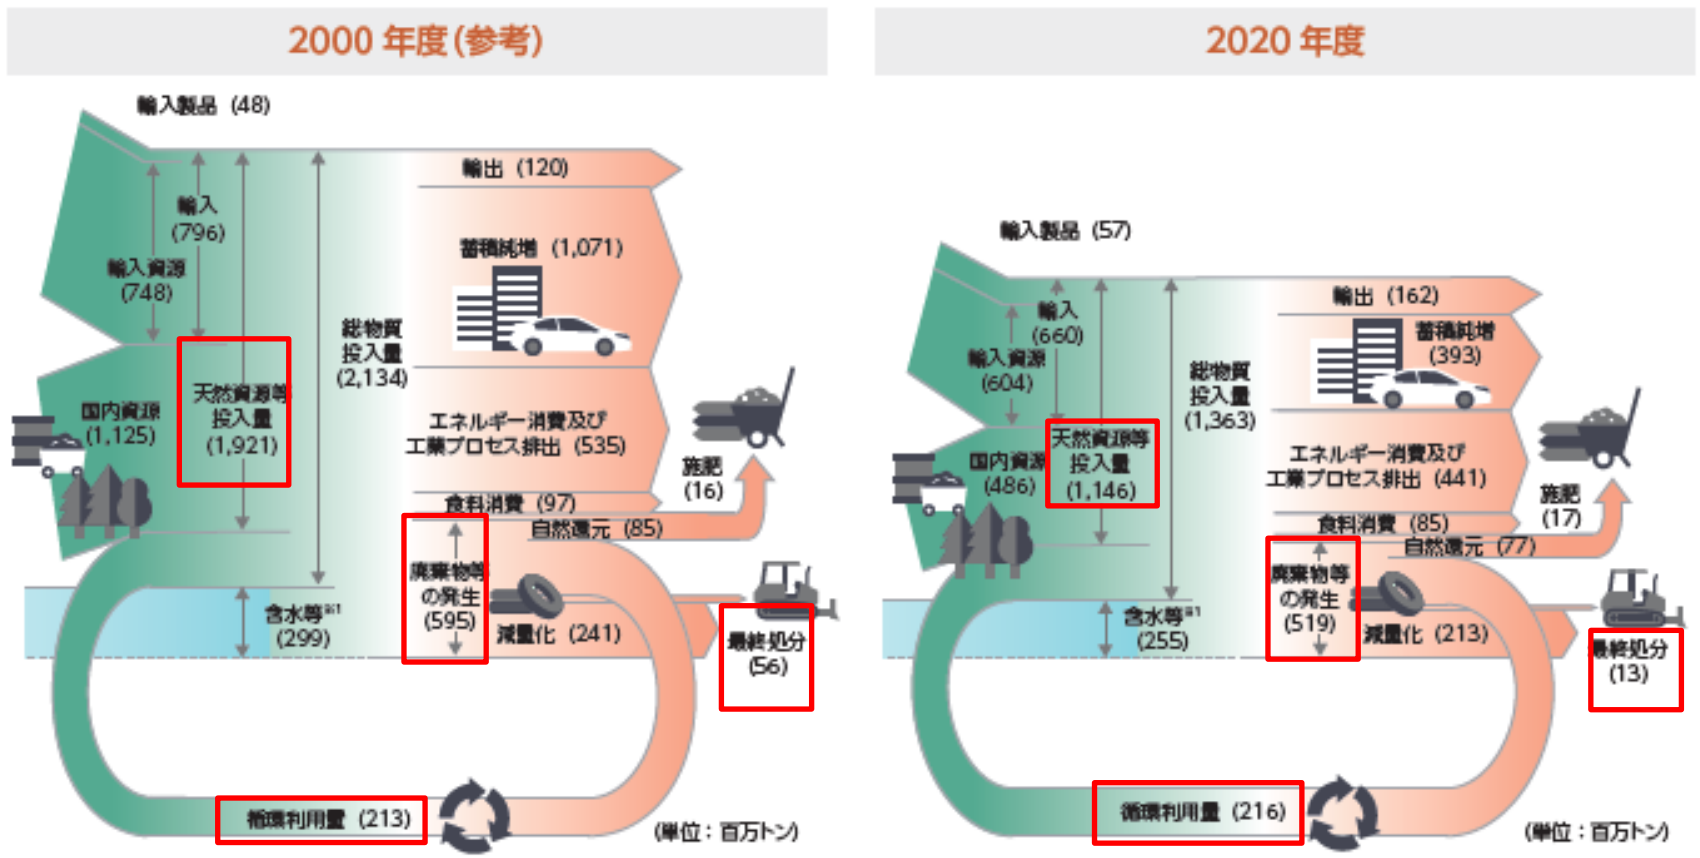 2000 年度(参考)
輸入製品 (48)
輸出 (120)
輸入
(796)
蓄積純増 (1,071)
輸入資源
(748)
総物質
投入量
(2,134)
天然資源等
投入量
(1,921)
国内資源
(1,125)
エネルギー消費及び
工業プロセス排出 (535)
施肥
(16)
食料消費 (97)
自然還元 (85)
廃棄物等
の発生
(595)
含水等※1
(299)
減量化 (241)
最終処分
(56)
循環利用量 (213)
(単位：百万トン)
2020 年度
輸入製品 (57)
輸出 (162)
輸入
(660)
蓄積純増
(393)
輸入資源
(604)
総物質
投入量
(1,363)
天然資源等
投入量
(1,146)
国内資源
(486)
エネルギー消費及び
工業プロセス排出 (441)
施肥
(17)
食料消費 (85)
自然還元 (77)
廃棄物等
の発生
(519)
含水等※1
(255)
減量化 (213)
最終処分
(13)
循環利用量 (216)
(単位：百万トン)